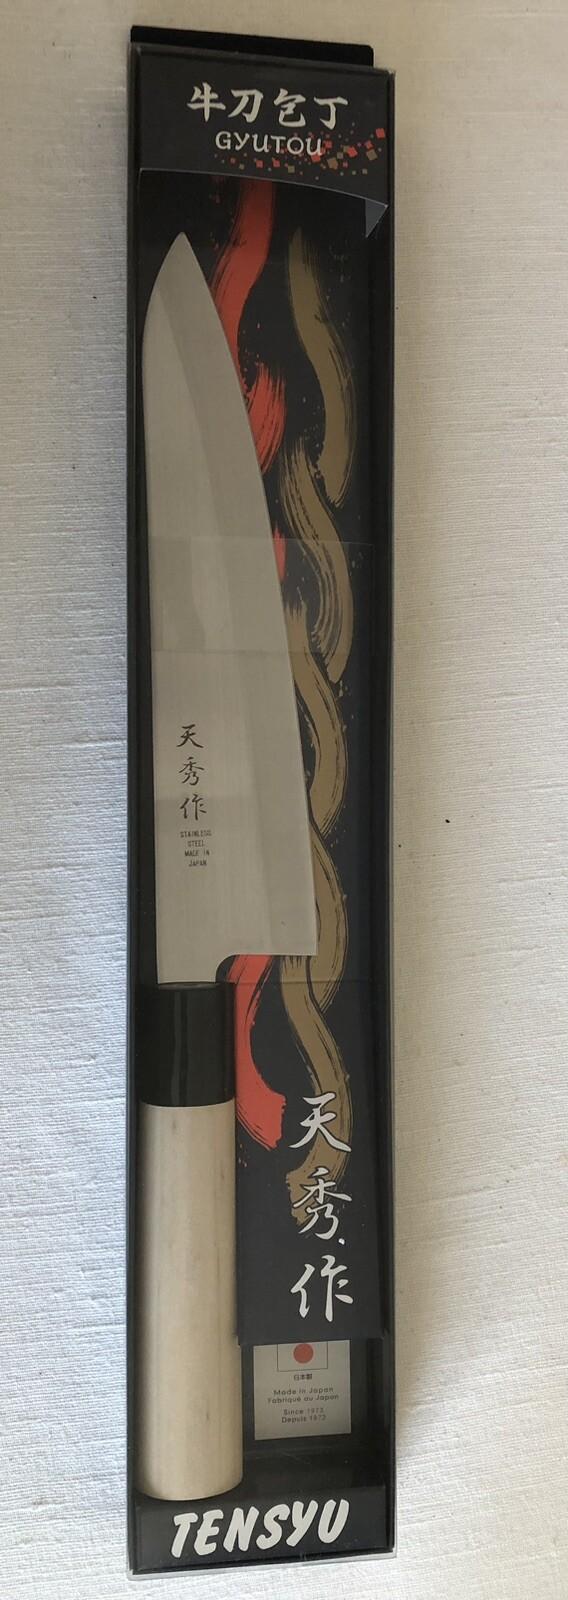 牛刀包丁
GYUTOU
天秀作
STAINLESS
STEEL
MADE IN
JAPAN
天秀作
日本製
Made in Japan
Fabriqué au Japan
Since 1973
Depuis 1973
TENSYU